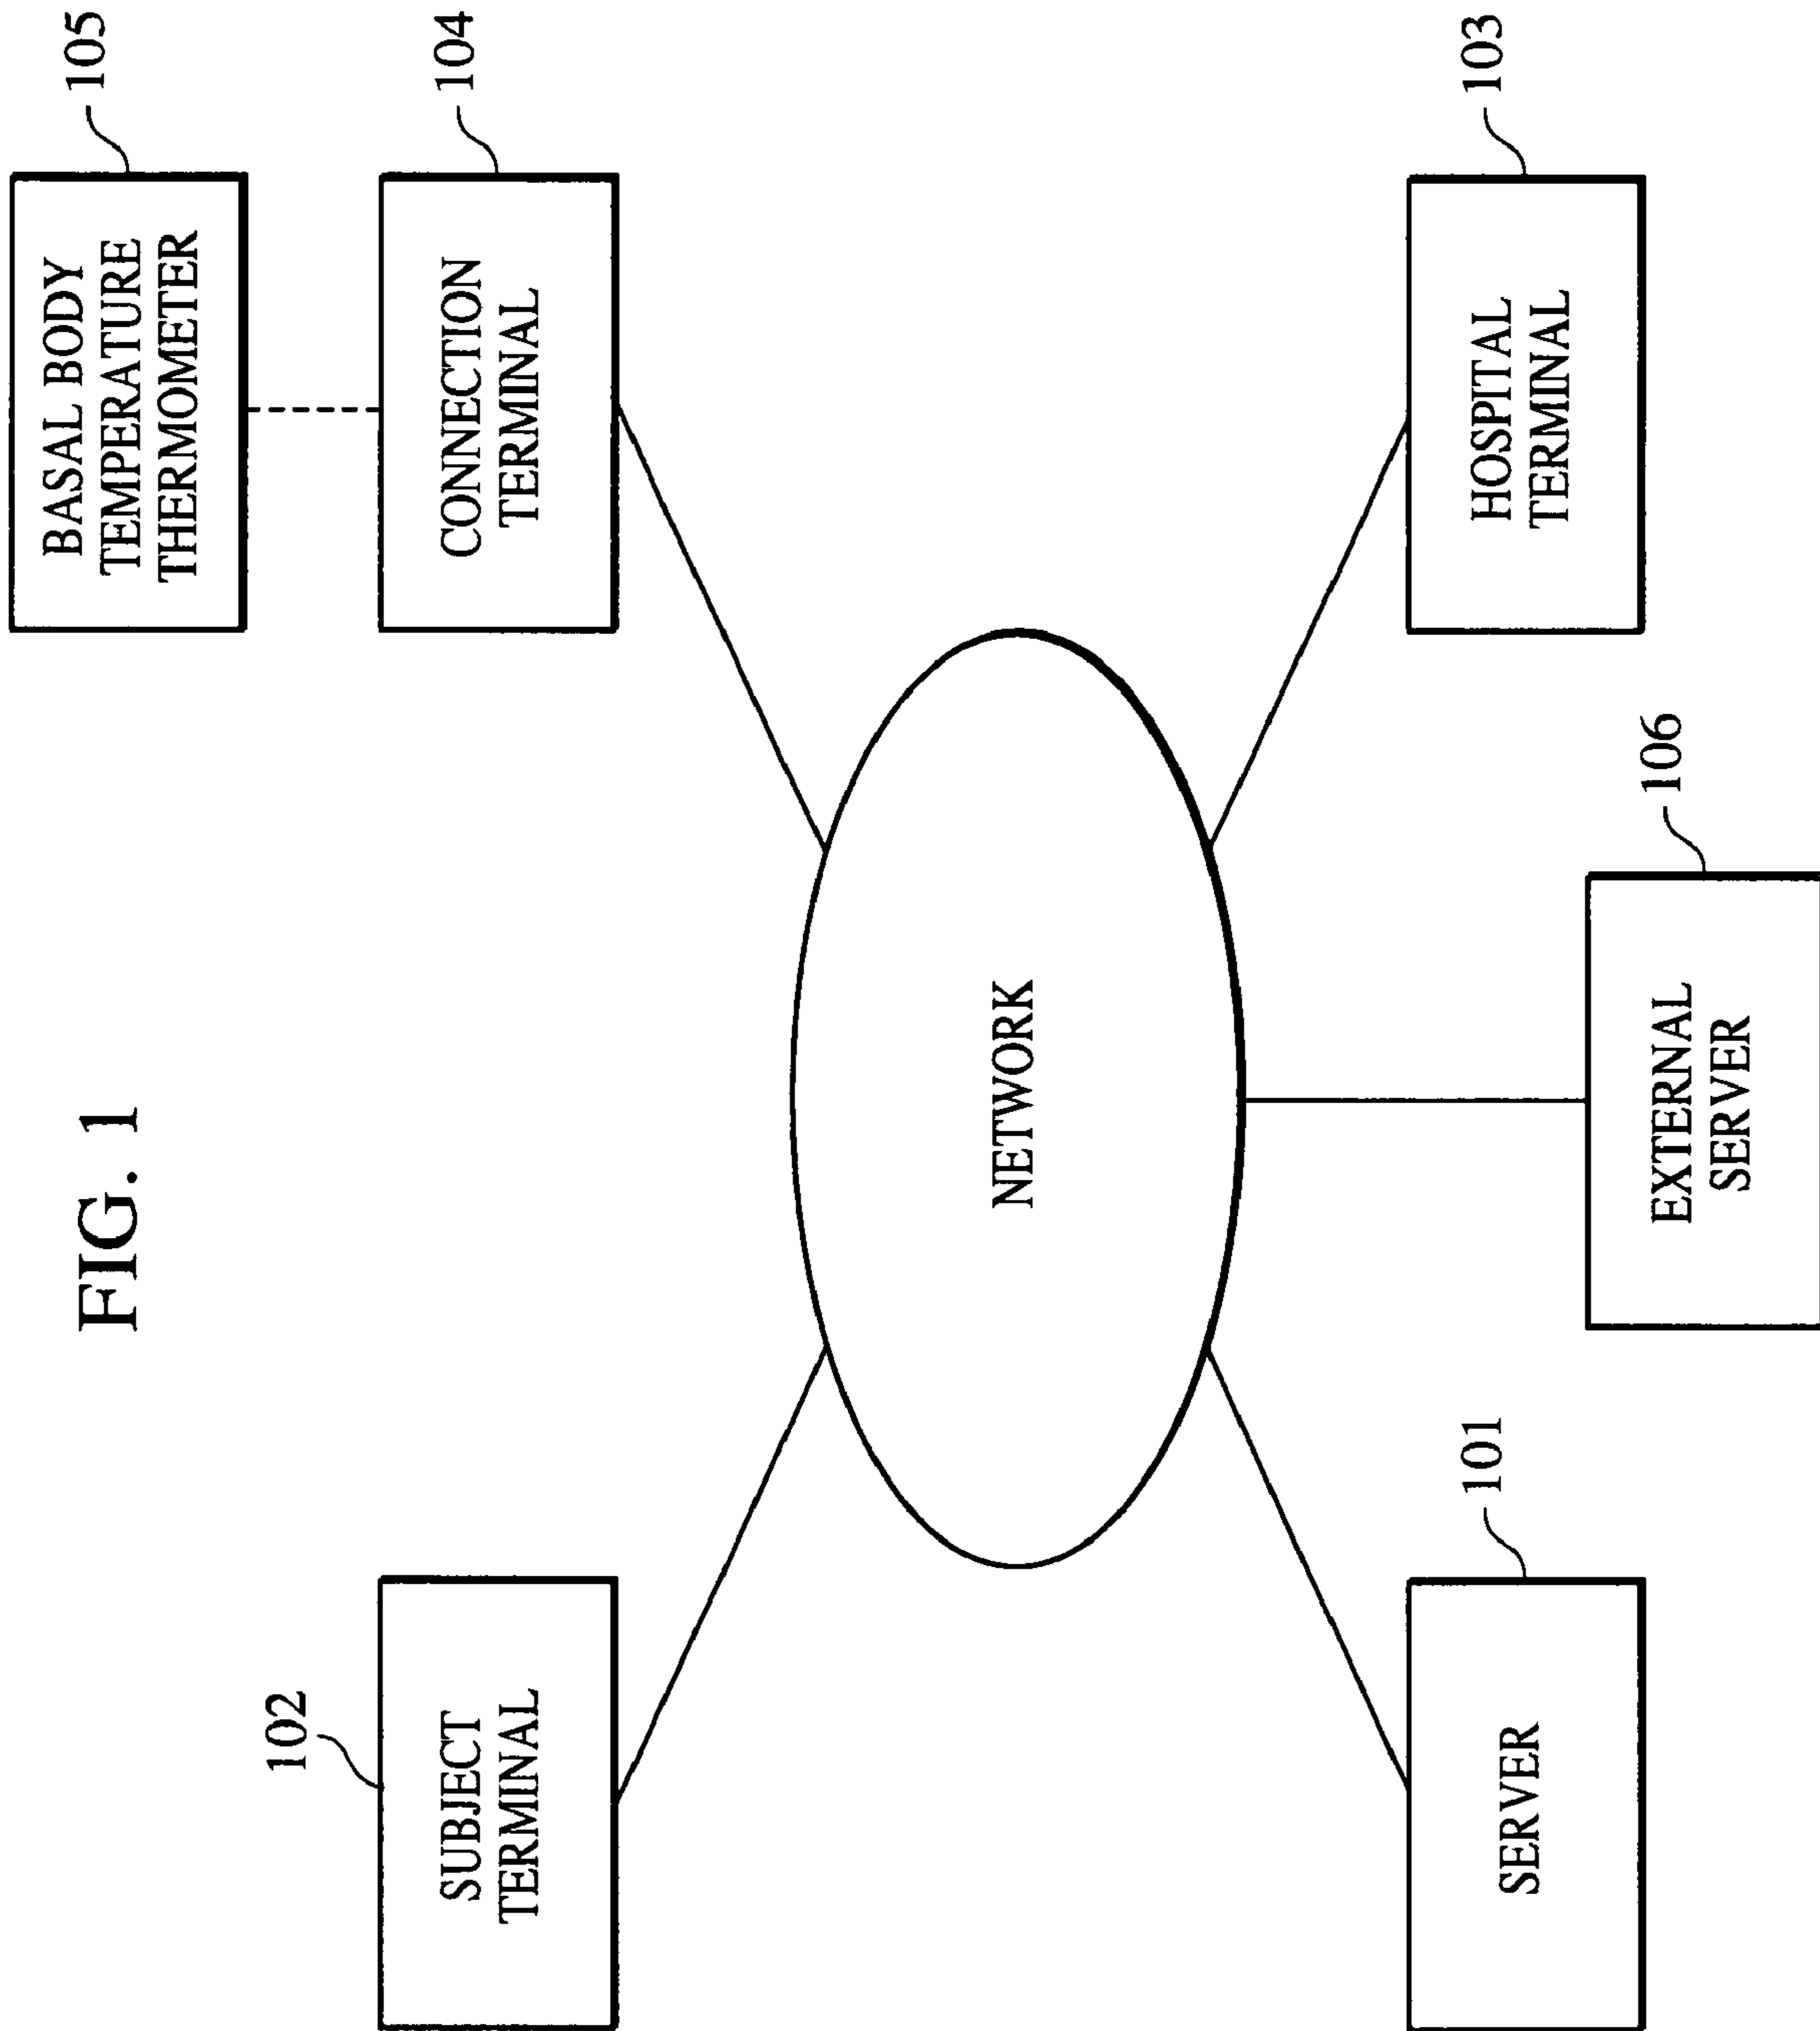 FIG. 1
102
SUBJECT
TERMINAL
BASAL BODY
TEMPERATURE
THERMOMETER
105
CONNECTION
TERMINAL
104
NETWORK
SERVER
101
EXTERNAL
SERVER
106
HOSPITAL
TERMINAL
103